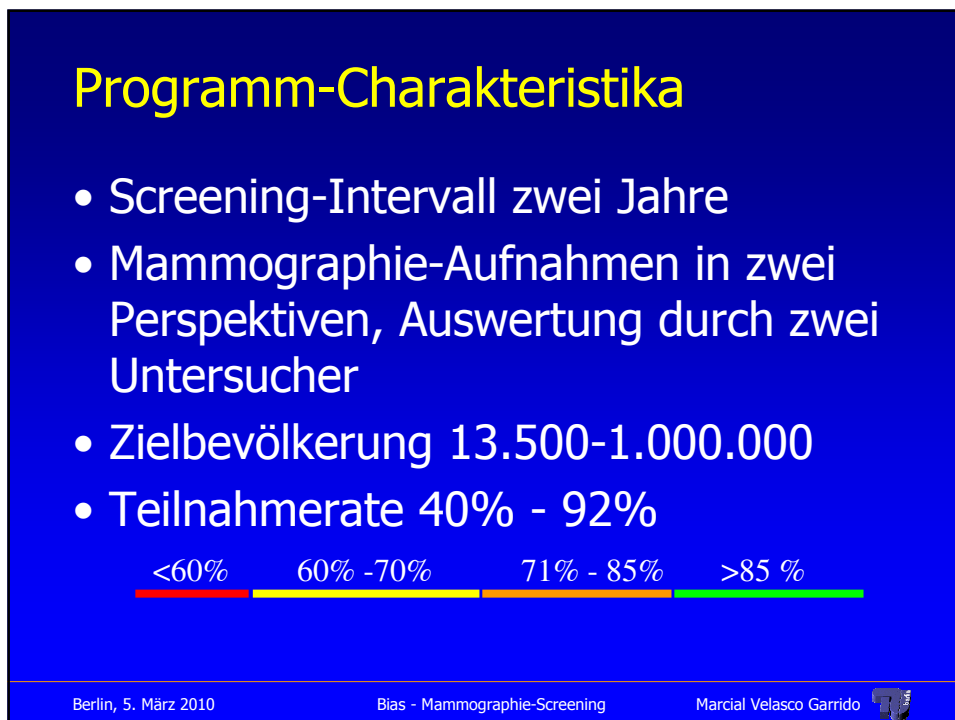 Programm-Charakteristika
• Screening-Intervall zwei Jahre
• Mammographie-Aufnahmen in zwei
Perspektiven, Auswertung durch zwei
Untersucher
• Zielbevölkerung 13.500-1.000.000
• Teilnahmerate 40% - 92%
<60% 60% -70% 71% - 85% >85 %
Berlin, 5. März 2010 Bias - Mammographie-Screening Marcial Velasco Garrido